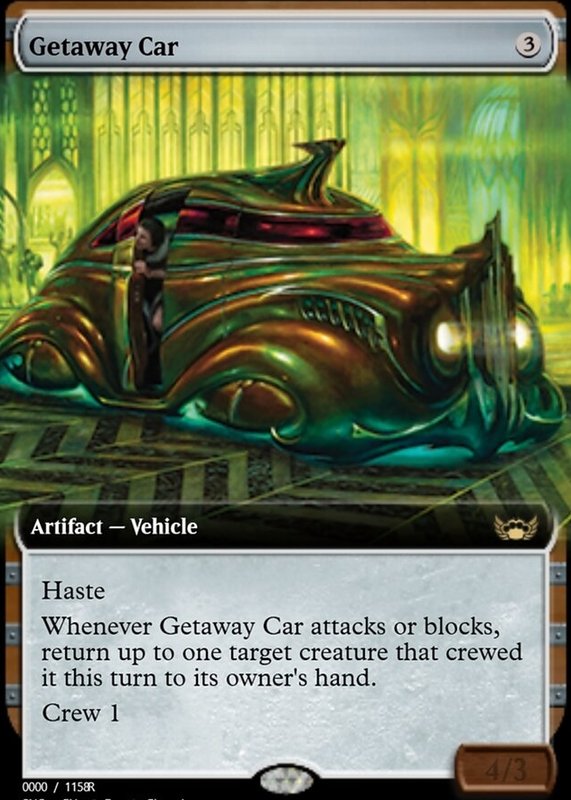 Getaway Car 3
Artifact — Vehicle
Haste
Whenever Getaway Car attacks or blocks,
return up to one target creature that crewed
it this turn to its owner's hand.
Crew 1
4/3
0000 / 1158R